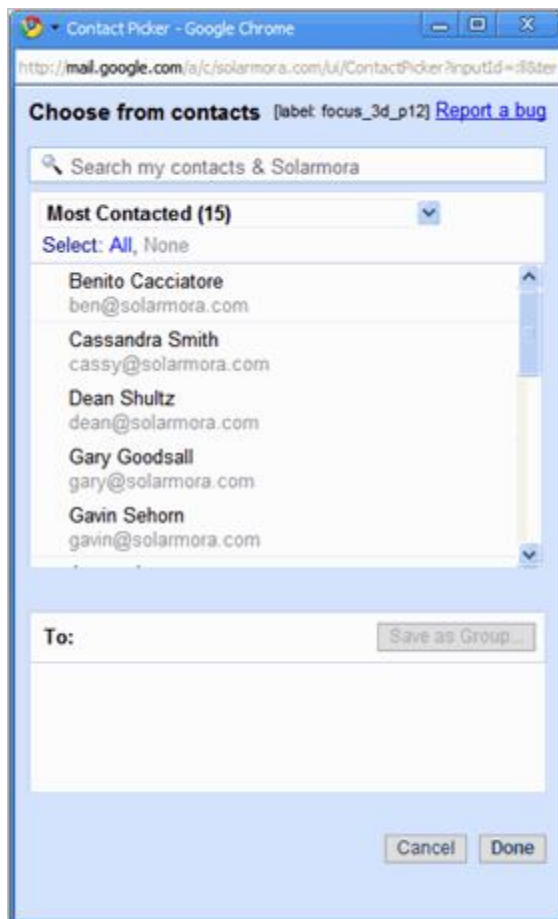 Contact Picker - Google Chrome
http://mail.google.com/a/c/solarmora.com/ui/ContactPicker?inputId=
Choose from contacts [label: focus_3d_p12] Report a bug
Search my contacts & Solarmora
Most Contacted (15)
Select: All, None
Benito Cacciatore
ben@solarmora.com
Cassandra Smith
cassy@solarmora.com
Dean Shultz
dean@solarmora.com
Gary Goodsall
gary@solarmora.com
Gavin Sehorn
gavin@solarmora.com
To: Save as Group...
Cancel Done